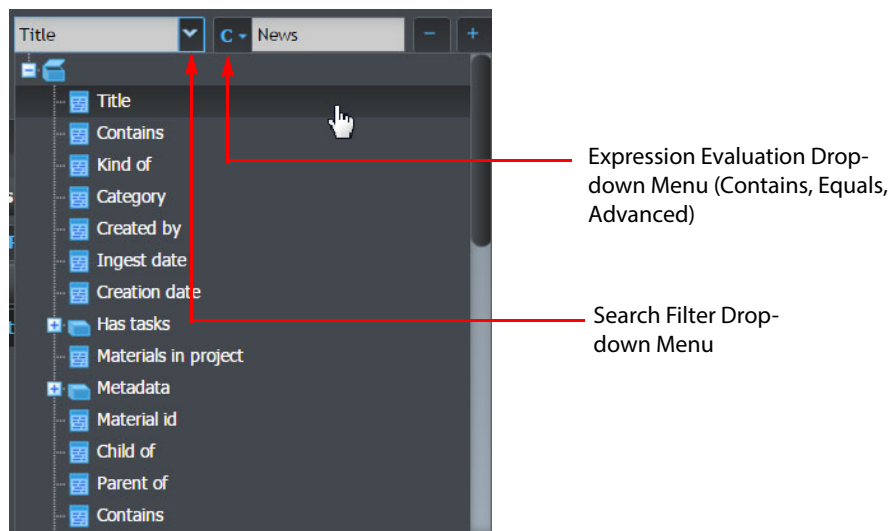 Title
C
News
−
+
Title
Contains
Kind of
Category
Created by
Ingest date
Creation date
Has tasks
Materials in project
Metadata
Material id
Child of
Parent of
Contains
Expression Evaluation Drop-
down Menu (Contains, Equals,
Advanced)
Search Filter Drop-
down Menu